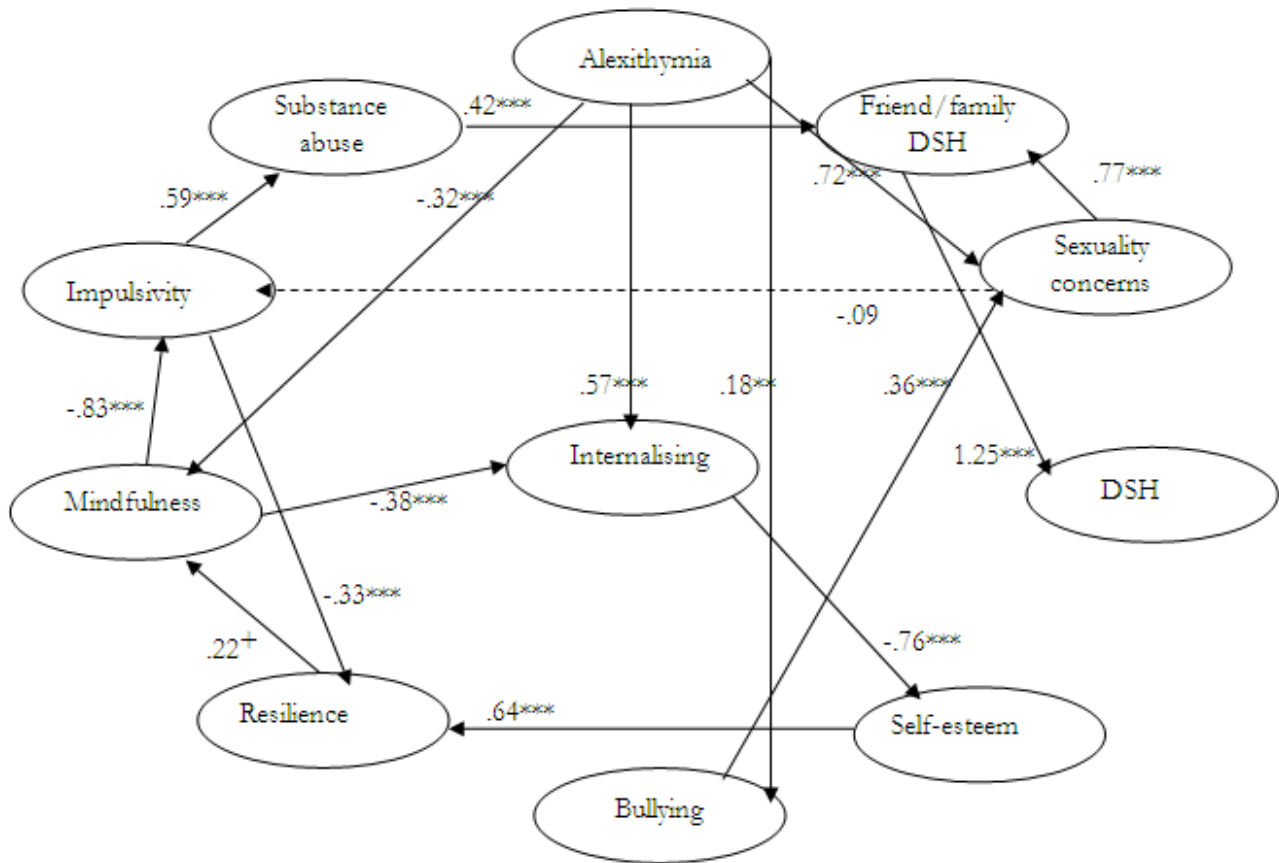 Alexithymia
Substance
abuse
.42***
Friend/family
DSH
.59***
-.32***
.72***
.77***
Impulsivity
Sexuality
concerns
-.09
-.83***
.57***
.18**
.36***
Internalising
1.25***
Mindfulness
-.38***
DSH
-.33***
.22+
-.76***
Resilience
.64***
Self-esteem
Bullying